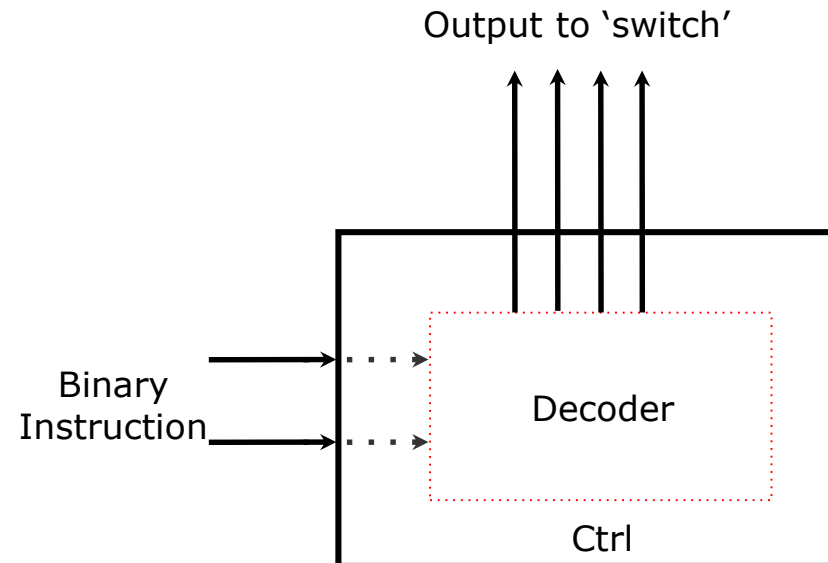 Output to ‘switch’
Binary
Instruction
Decoder
Ctrl